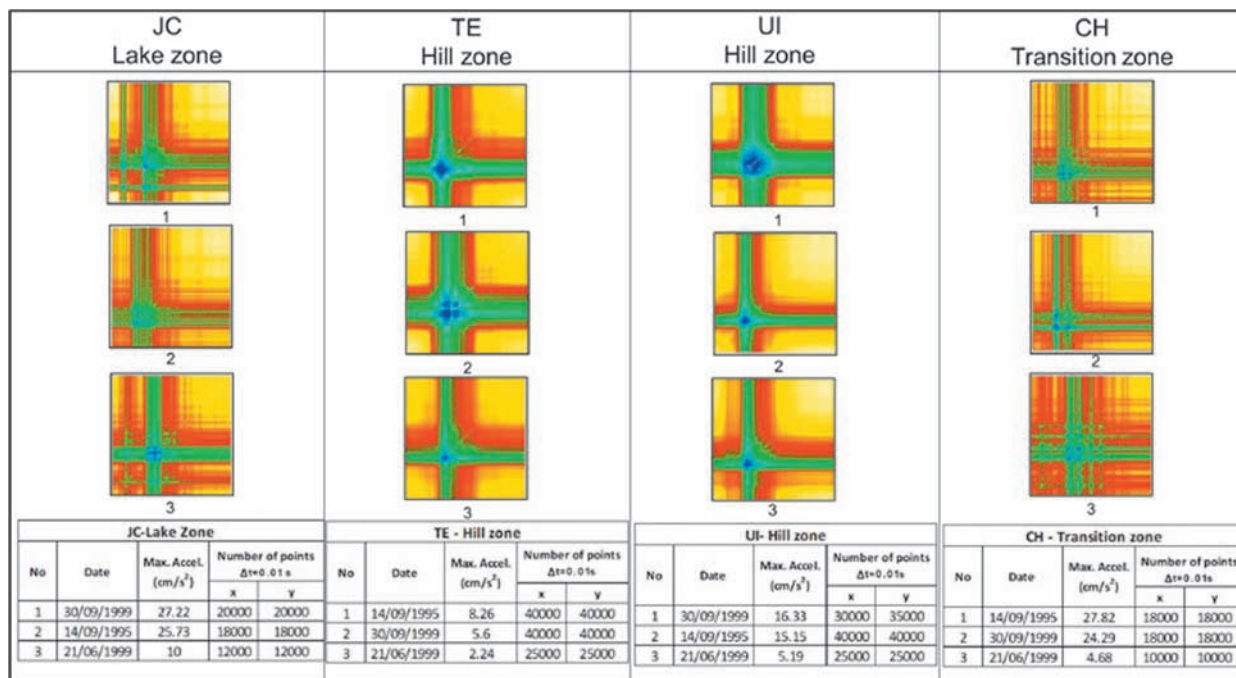 JC
Lake zone
TE
Hill zone
UI
Hill zone
CH
Transition zone
1
1
1
1
2
2
2
2
3
3
3
3
JC-Lake Zone
No Date Max. Accel. (cm/s²) Number of points Δt=0.01 s
x y
1 30/09/1999 27.22 20000 20000
2 14/09/1995 25.73 18000 18000
3 21/06/1999 10 12000 12000
TE - Hill zone
No Date Max. Accel. (cm/s²) Number of points Δt=0.01s
x y
1 14/09/1995 8.26 40000 40000
2 30/09/1999 5.6 40000 40000
3 21/06/1999 2.24 25000 25000
UI- Hill zone
No Date Max. Accel. (cm/s²) Number of points Δt=0.01s
x y
1 30/09/1999 16.33 30000 35000
2 14/09/1995 15.15 40000 40000
3 21/06/1999 5.19 25000 25000
CH - Transition zone
No Date Max. Accel. (cm/s²) Number of points Δt=0.01s
x y
1 14/09/1995 27.82 18000 18000
2 30/09/1999 24.29 18000 18000
3 21/06/1999 4.68 10000 10000